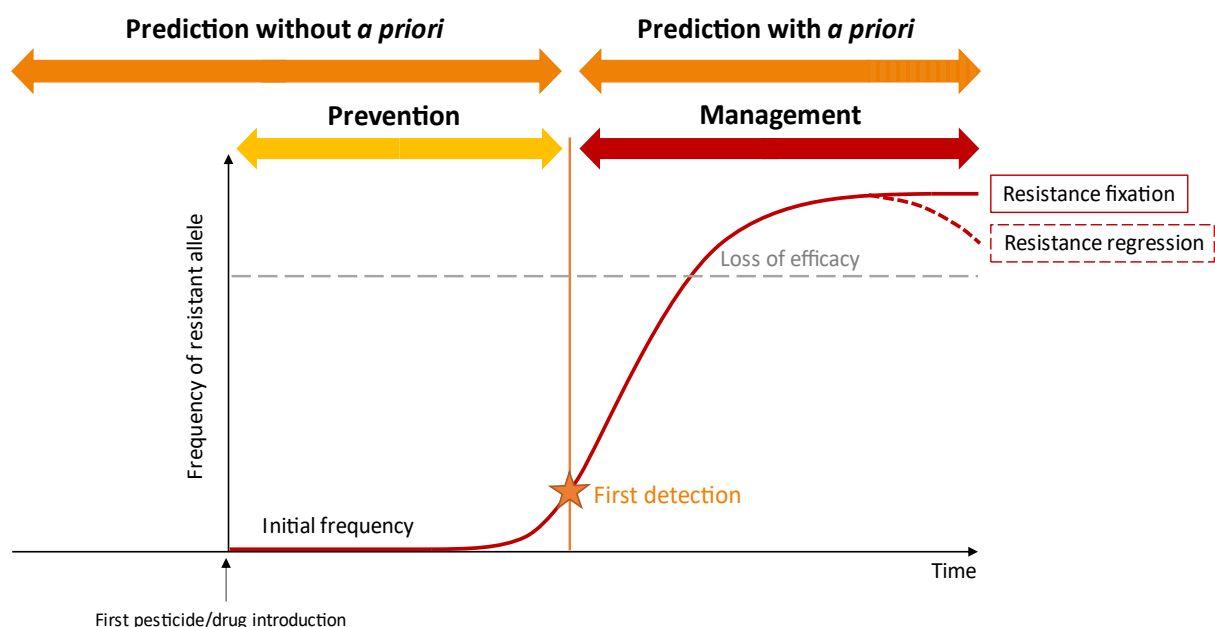 Prediction without a priori
Prediction with a priori
Prevention
Management
Frequency of resistant allele
Resistance fixation
Resistance regression
Loss of efficacy
First detection
Initial frequency
Time
First pesticide/drug introduction